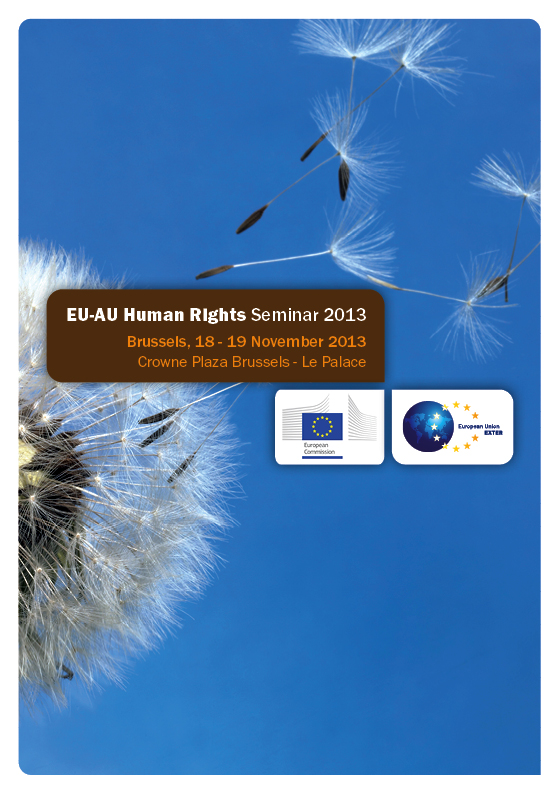 EU-AU Human Rights Seminar 2013
Brussels, 18 - 19 November 2013
Crowne Plaza Brussels - Le Palace
European
Commission
European Union
EXTER